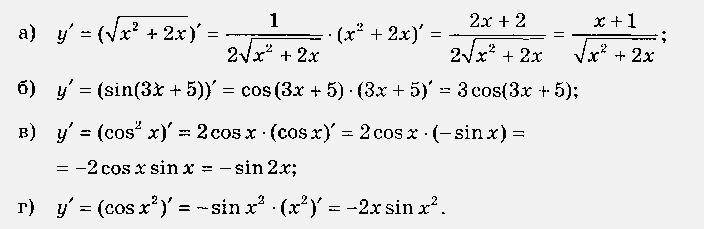 а) y′ = (√(x² + 2x))′ = 1/(2√(x² + 2x)) · (x² + 2x)′ = (2x + 2)/(2√(x² + 2x)) = (x + 1)/√(x² + 2x);
б) y′ = (sin(3x + 5))′ = cos(3x + 5) · (3x + 5)′ = 3cos(3x + 5);
в) y′ = (cos² x)′ = 2cos x · (cos x)′ = 2cos x · (−sin x) =
= −2cos x sin x = −sin 2x;
г) y′ = (cos x²)′ = −sin x² · (x²)′ = −2x sin x².